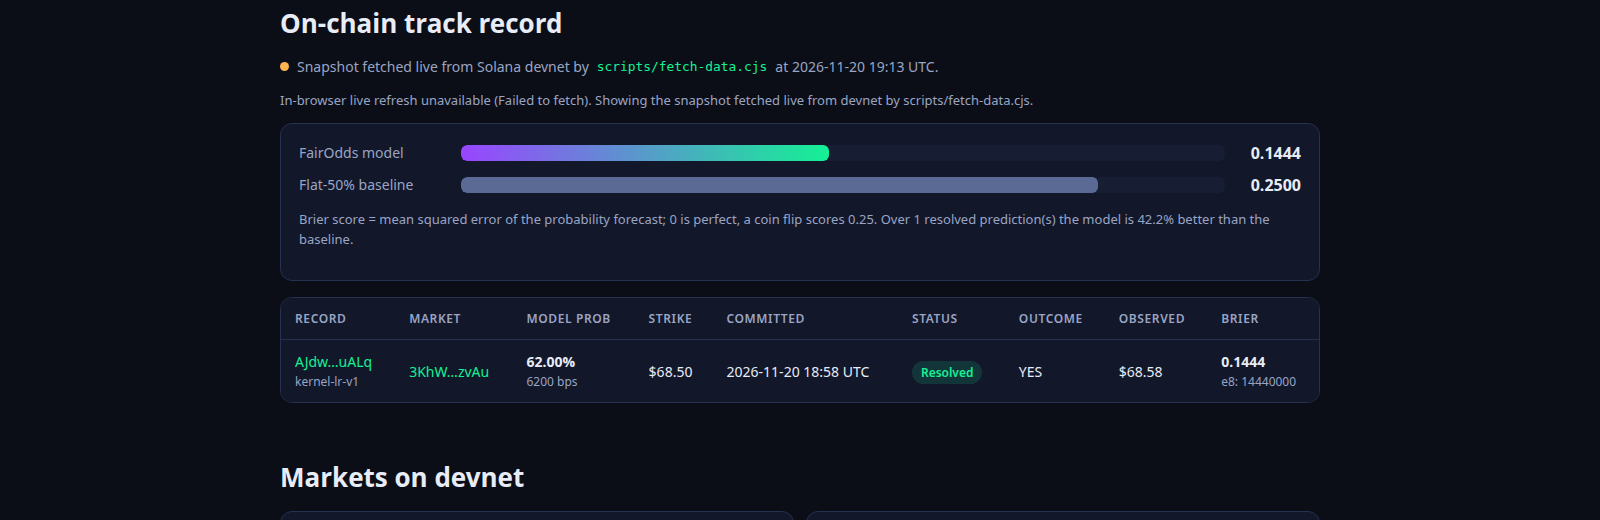 On-chain track record
Snapshot fetched live from Solana devnet by scripts/fetch-data.cjs at 2026-11-20 19:13 UTC.
In-browser live refresh unavailable (Failed to fetch). Showing the snapshot fetched live from devnet by scripts/fetch-data.cjs.
FairOdds model 0.1444
Flat-50% baseline 0.2500
Brier score = mean squared error of the probability forecast; 0 is perfect, a coin flip scores 0.25. Over 1 resolved prediction(s) the model is 42.2% better than the
baseline.
RECORD MARKET MODEL PROB STRIKE COMMITTED STATUS OUTCOME OBSERVED BRIER
AJdw...uALq 3KhW...zvAu 62.00% $68.50 2026-11-20 18:58 UTC Resolved YES $68.58 0.1444
kernel-lr-v1 6200 bps e8: 14440000
Markets on devnet